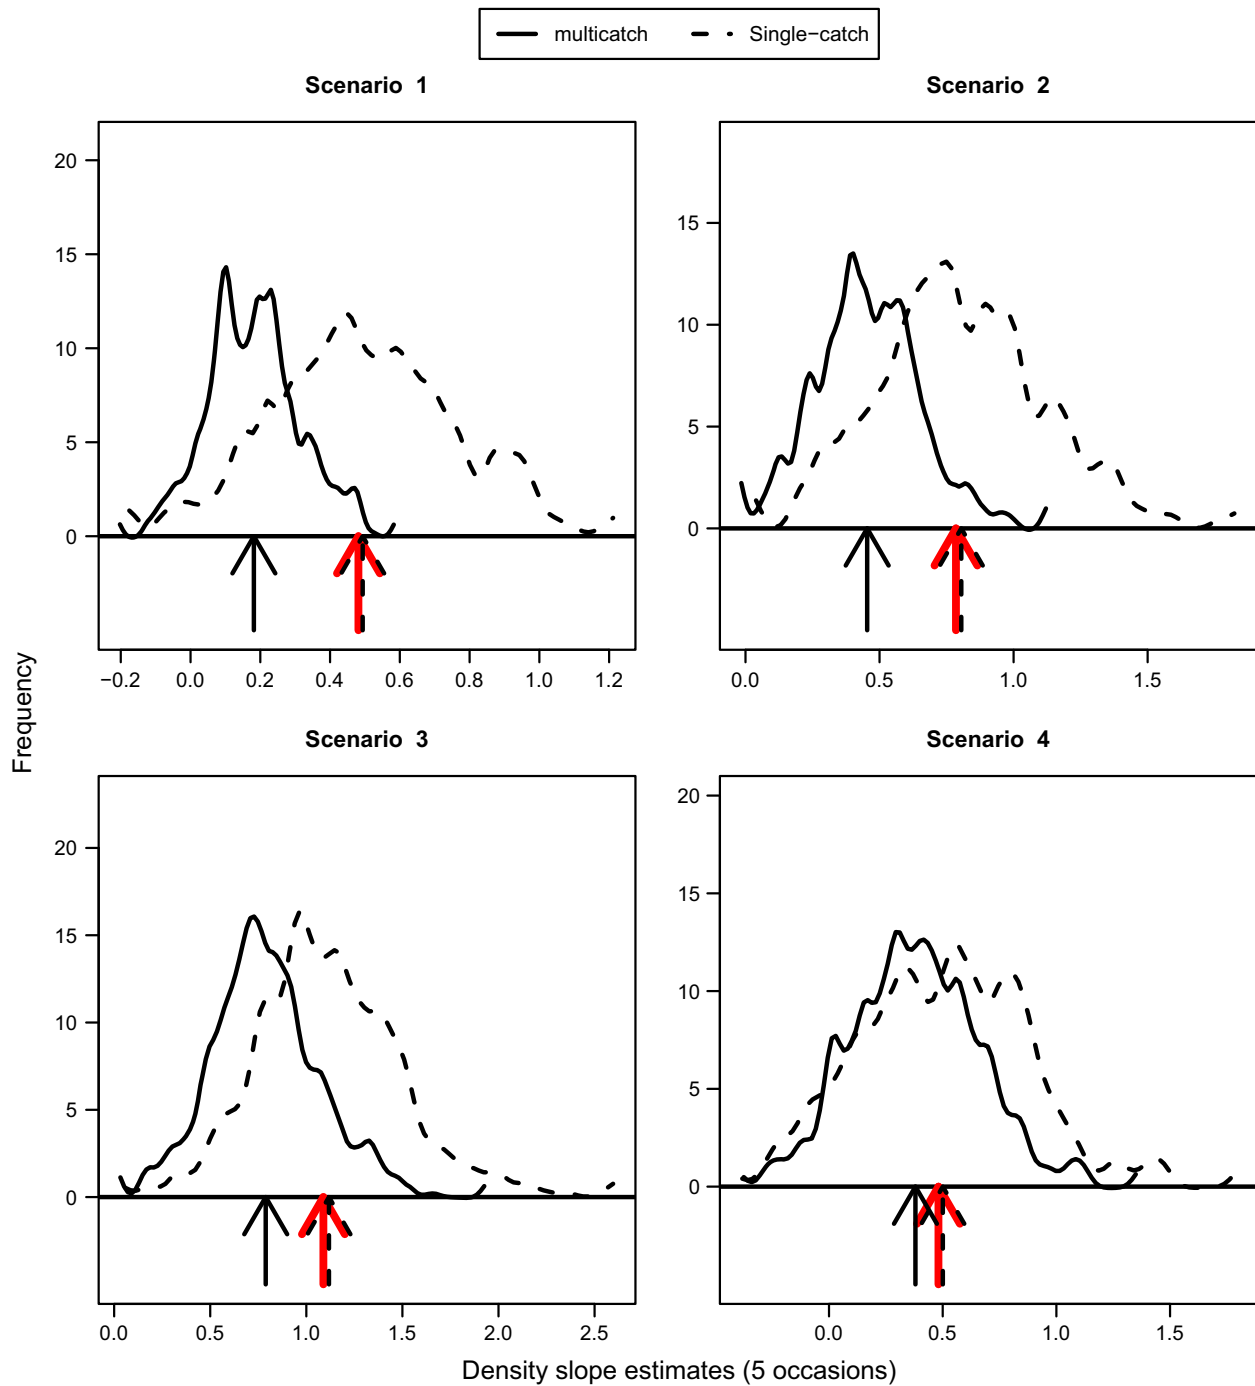 multicatch Single−catch
Scenario 1
Scenario 2
20
15
10
5
0
−0.2 0.0 0.2 0.4 0.6 0.8 1.0 1.2
15
10
5
0
0.0 0.5 1.0 1.5
Frequency
Scenario 3
Scenario 4
20
15
10
5
0
0.0 0.5 1.0 1.5 2.0 2.5
20
15
10
5
0
0.0 0.5 1.0 1.5
Density slope estimates (5 occasions)